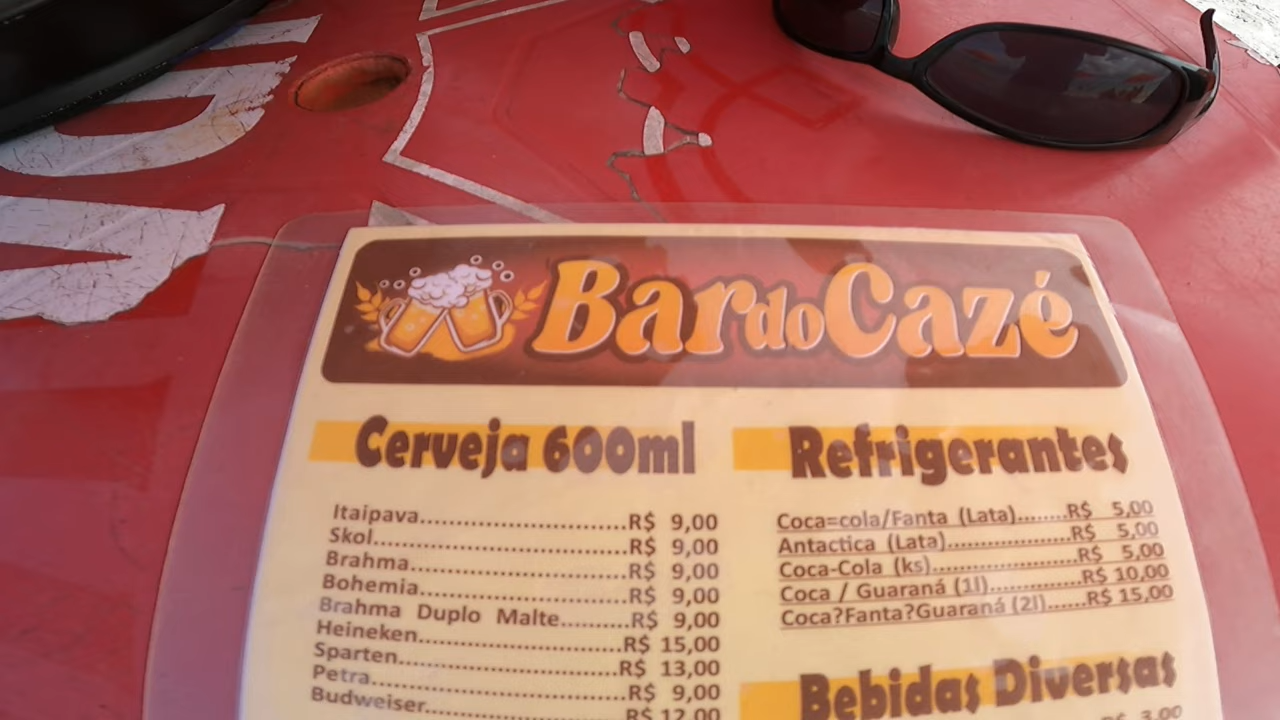 Bar do Cazé
Cerveja 600ml
Itaipava..............................R$ 9,00
Skol....................................R$ 9,00
Brahma...............................R$ 9,00
Bohemia..............................R$ 9,00
Brahma Duplo Malte..........R$ 9,00
Heineken.............................R$ 15,00
Sparten...............................R$ 13,00
Petra...................................R$ 9,00
Budweiser...........................R$ 12,00
Refrigerantes
Coca=cola/Fanta (Lata)........R$ 5,00
Antactica (Lata)...................R$ 5,00
Coca-Cola (ks)......................R$ 5,00
Coca / Guaraná (1l).............R$ 10,00
Coca?Fanta?Guaraná (2l)......R$ 15,00
Bebidas Diversas
R$ 3,00